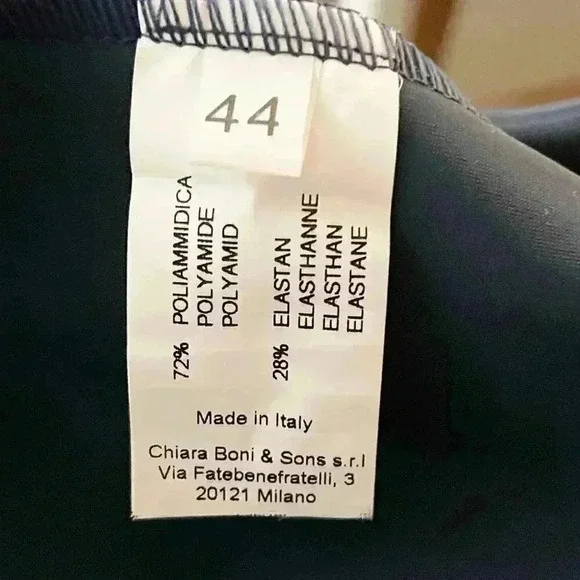 44
72% POLIAMMIDICA
POLYAMIDE
POLYAMID
28% ELASTAN
ELASTHANNE
ELASTHAN
ELASTANE
Made in Italy
Chiara Boni & Sons s.r.l
Via Fatebenefratelli, 3
20121 Milano